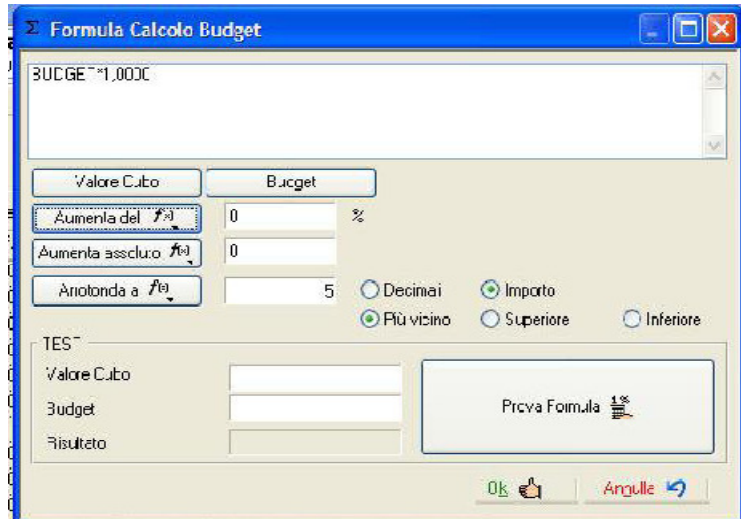 Σ Formula Calcolo Budget
BUDGET*1,0000
Valore Cubo Budget
Aumenta del f(x) 0 %
Aumenta assoluto f(x) 0
Arrotonda a f(x) 5 Decimali Importo
Più vicino Superiore Inferiore
TEST
Valore Cubo
Budget
Prova Formula
Risultato
Ok Annulla